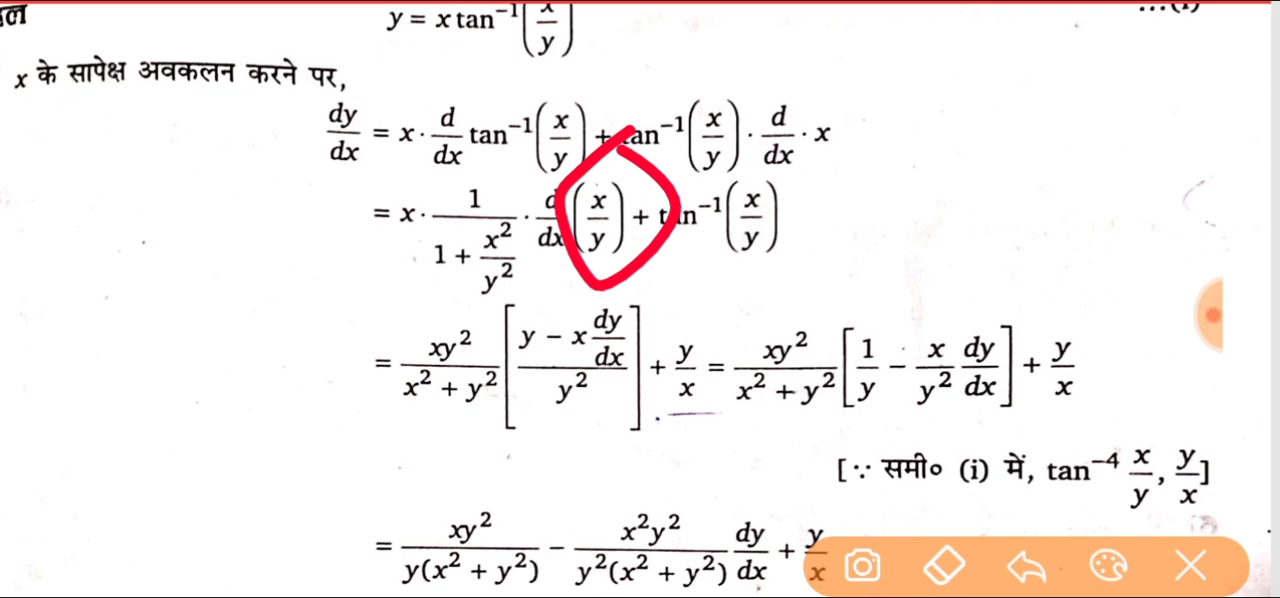 हल
y = x tan⁻¹(x/y) ...(i)
x के सापेक्ष अवकलन करने पर,
dy/dx = x · d/dx tan⁻¹(x/y) + tan⁻¹(x/y) · d/dx · x
= x · 1/(1 + x²/y²) · d/dx (x/y) + tan⁻¹(x/y)
= xy²/(x² + y²) [(y − x dy/dx)/y²] + y/x = xy²/(x² + y²) [1/y − x/y² dy/dx] + y/x
[∵ समी० (i) में, tan⁻⁴ x/y, y/x]
= xy²/(y(x² + y²)) − x²y²/(y²(x² + y²)) dy/dx + y/x